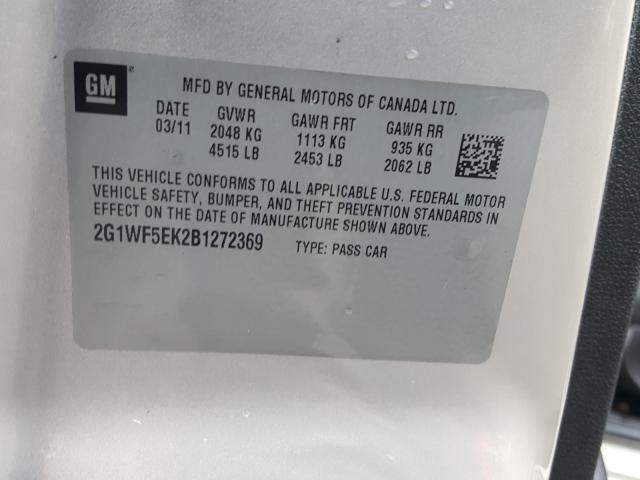 GM
MFD BY GENERAL MOTORS OF CANADA LTD.
DATE GVWR GAWR FRT GAWR RR
03/11 2048 KG 1113 KG 935 KG
4515 LB 2453 LB 2062 LB
THIS VEHICLE CONFORMS TO ALL APPLICABLE U.S. FEDERAL MOTOR
VEHICLE SAFETY, BUMPER, AND THEFT PREVENTION STANDARDS IN
EFFECT ON THE DATE OF MANUFACTURE SHOWN ABOVE.
2G1WF5EK2B1272369 TYPE: PASS CAR